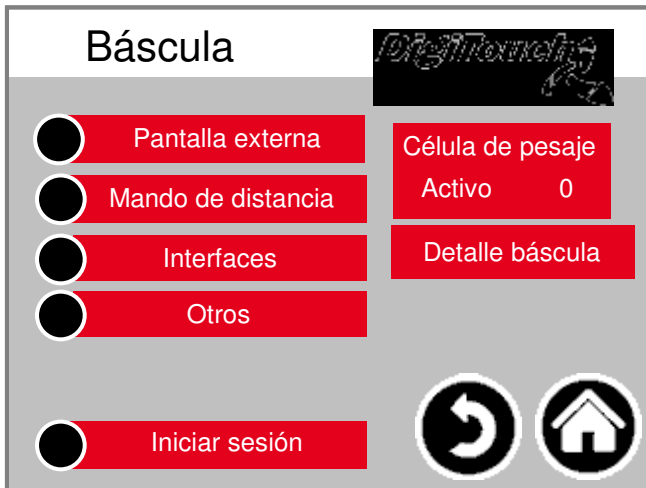 Báscula
DigiTouch
Pantalla externa
Célula de pesaje
Activo 0
Mando de distancia
Detalle báscula
Interfaces
Otros
Iniciar sesión